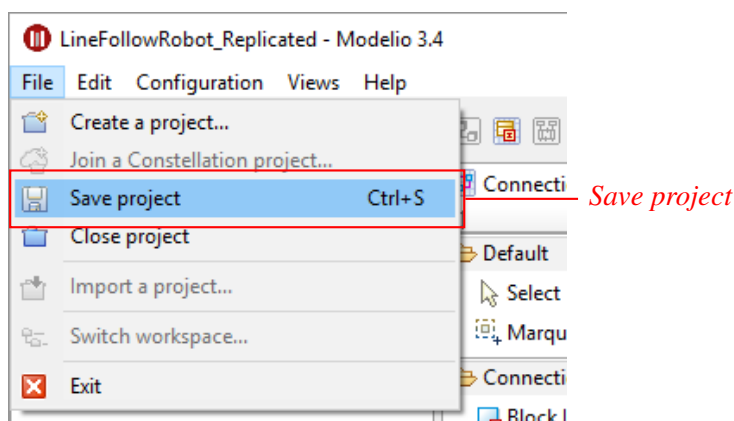 LineFollowRobot_Replicated - Modelio 3.4
File Edit Configuration Views Help
Create a project...
Join a Constellation project...
Save project Ctrl+S
Close project
Import a project...
Switch workspace...
Exit
Connecti
Default
Select
Marqu
Connecti
Block
Save project